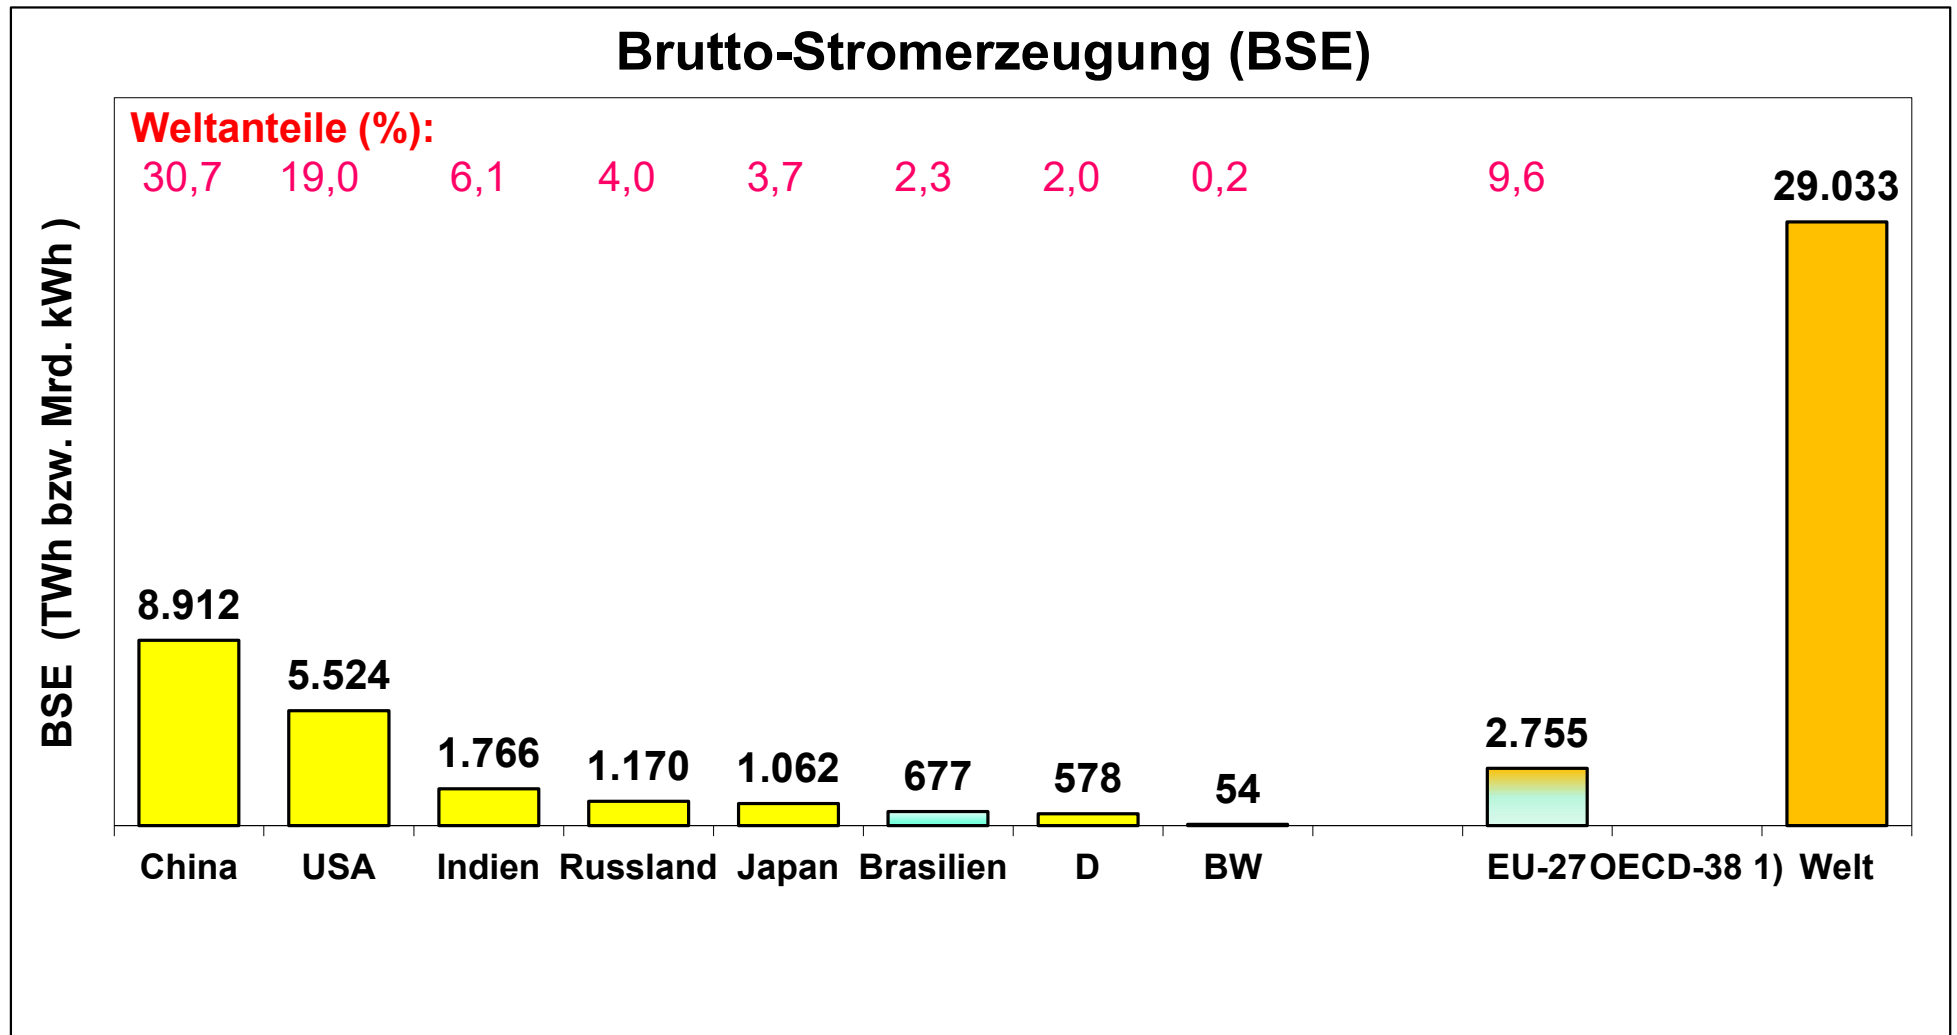 Brutto-Stromerzeugung (BSE)
Weltanteile (%):
30,7 19,0 6,1 4,0 3,7 2,3 2,0 0,2 9,6
29.033
BSE (TWh bzw. Mrd. kWh )
8.912
5.524
1.766
1.170
1.062
677
578
54
2.755
China USA Indien Russland Japan Brasilien D BW EU-27 OECD-38 1) Welt